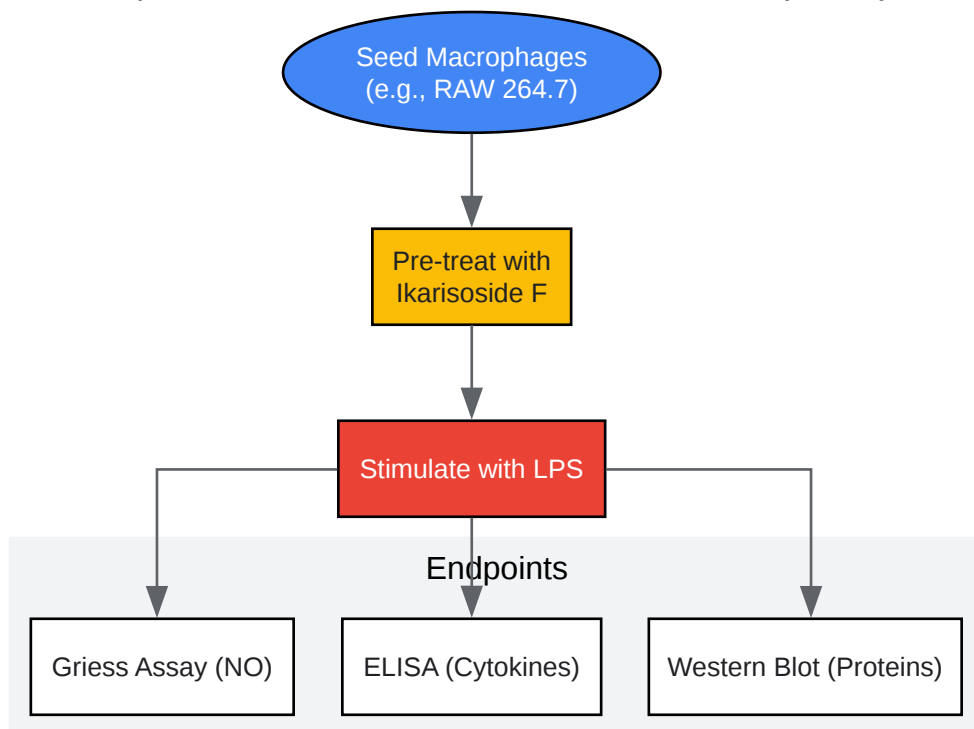 Seed Macrophages
(e.g., RAW 264.7)
Pre-treat with
Ikarisoside F
Stimulate with LPS
Endpoints
Griess Assay (NO)
ELISA (Cytokines)
Western Blot (Proteins)